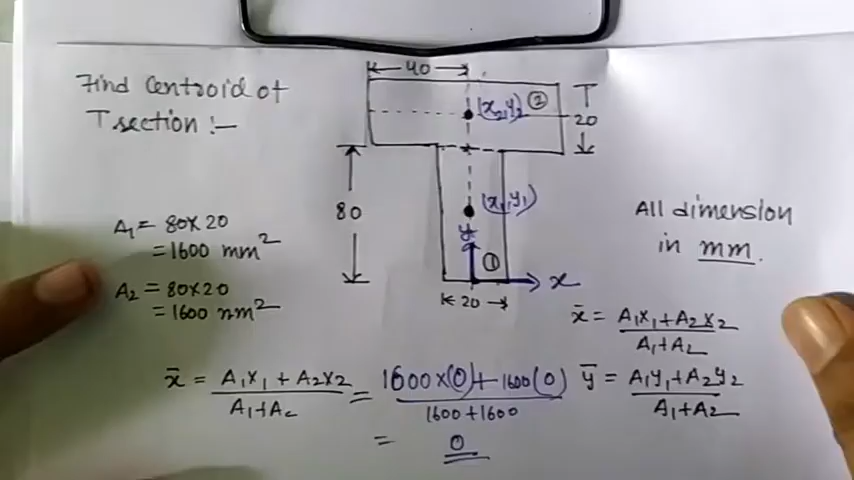 Find Centroid of
T section :-
40
(x2, y2) ②
20
80
(x1, y1)
y
①
x
20
All dimension
in mm.
A1 = 80x20
= 1600 mm²
A2 = 80x20
= 1600 mm²
x̄ = A1x1 + A2x2 / A1+A2
x̄ = A1x1 + A2x2 / A1+A2 = 1600x(0) + 1600(0) / 1600+1600
= 0
ȳ = A1y1 + A2y2 / A1+A2